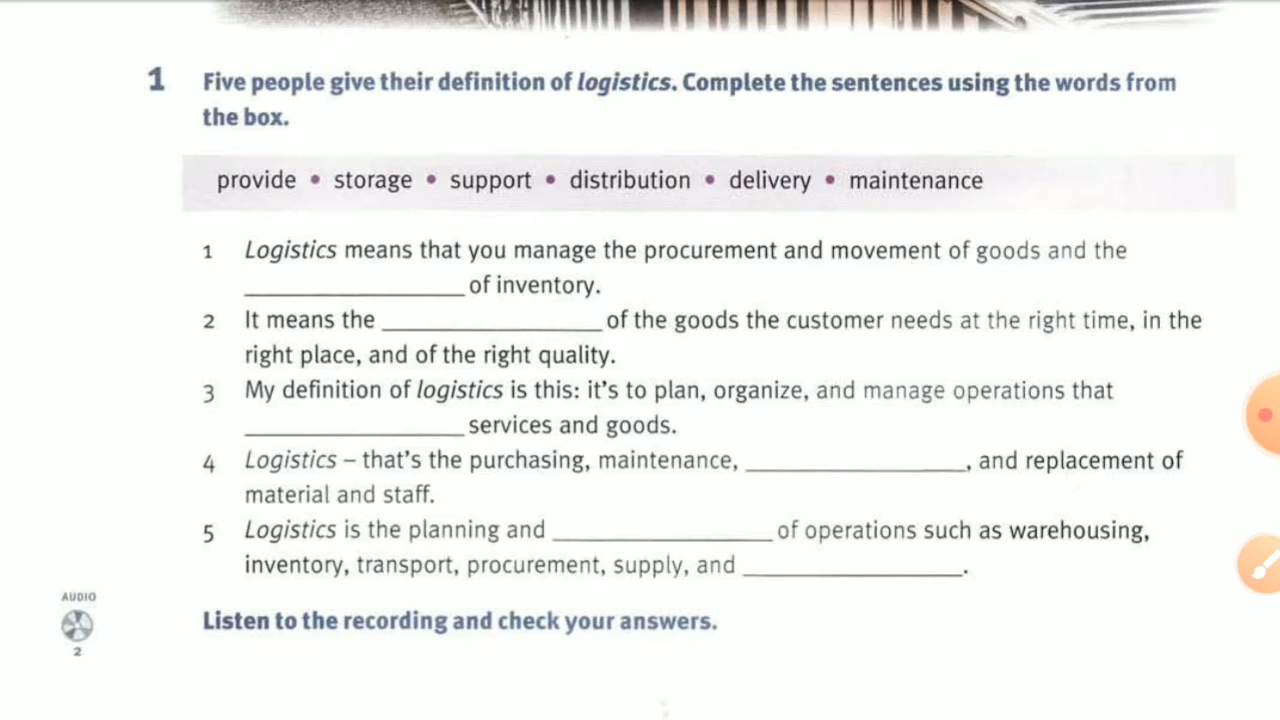 1 Five people give their definition of logistics. Complete the sentences using the words from
the box.
provide • storage • support • distribution • delivery • maintenance
1 Logistics means that you manage the procurement and movement of goods and the
____________________ of inventory.
2 It means the ____________________ of the goods the customer needs at the right time, in the
right place, and of the right quality.
3 My definition of logistics is this: it's to plan, organize, and manage operations that
____________________ services and goods.
4 Logistics – that's the purchasing, maintenance, ____________________, and replacement of
material and staff.
5 Logistics is the planning and ____________________ of operations such as warehousing,
inventory, transport, procurement, supply, and ____________________.
AUDIO
2
Listen to the recording and check your answers.